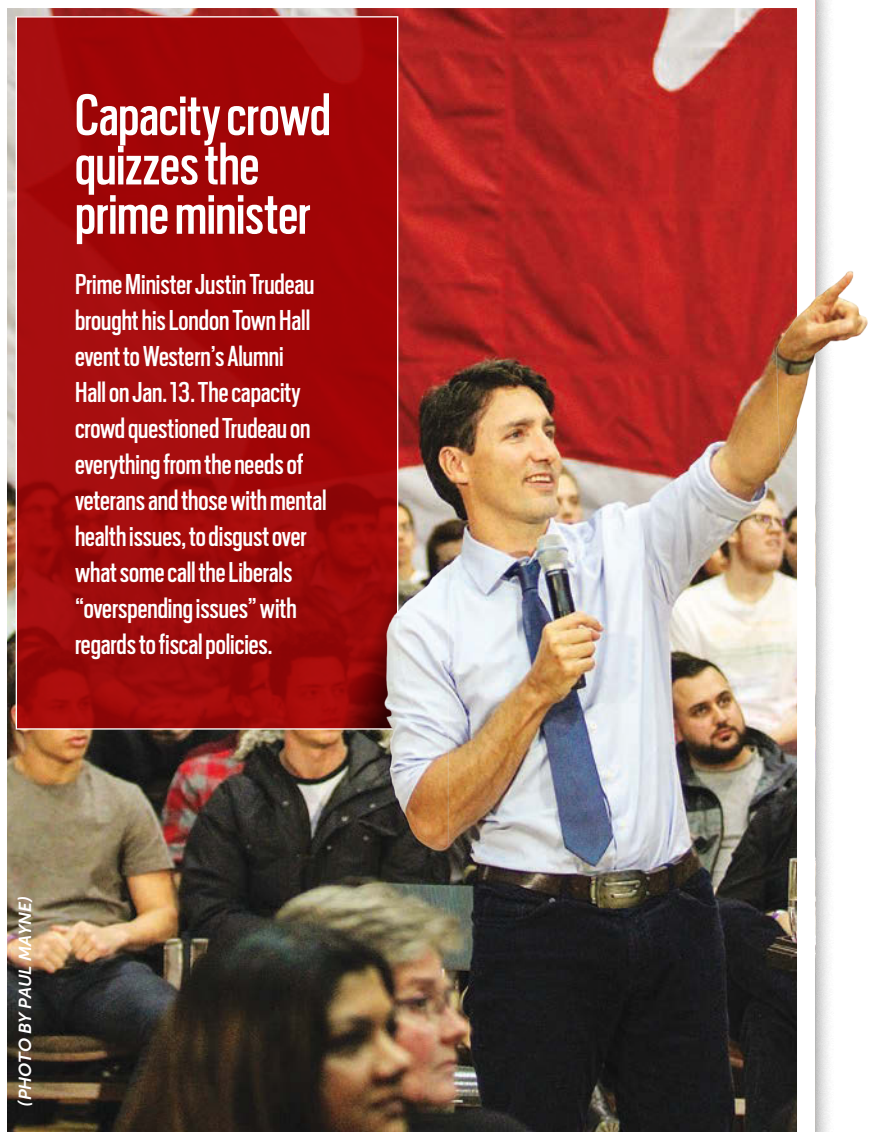 Capacity crowd
quizzes the
prime minister
Prime Minister Justin Trudeau
brought his London Town Hall
event to Western’s Alumni
Hall on Jan. 13. The capacity
crowd questioned Trudeau on
everything from the needs of
veterans and those with mental
health issues, to disgust over
what some call the Liberals
“overspending issues” with
regards to fiscal policies.
(PHOTO BY PAUL MAYNE)